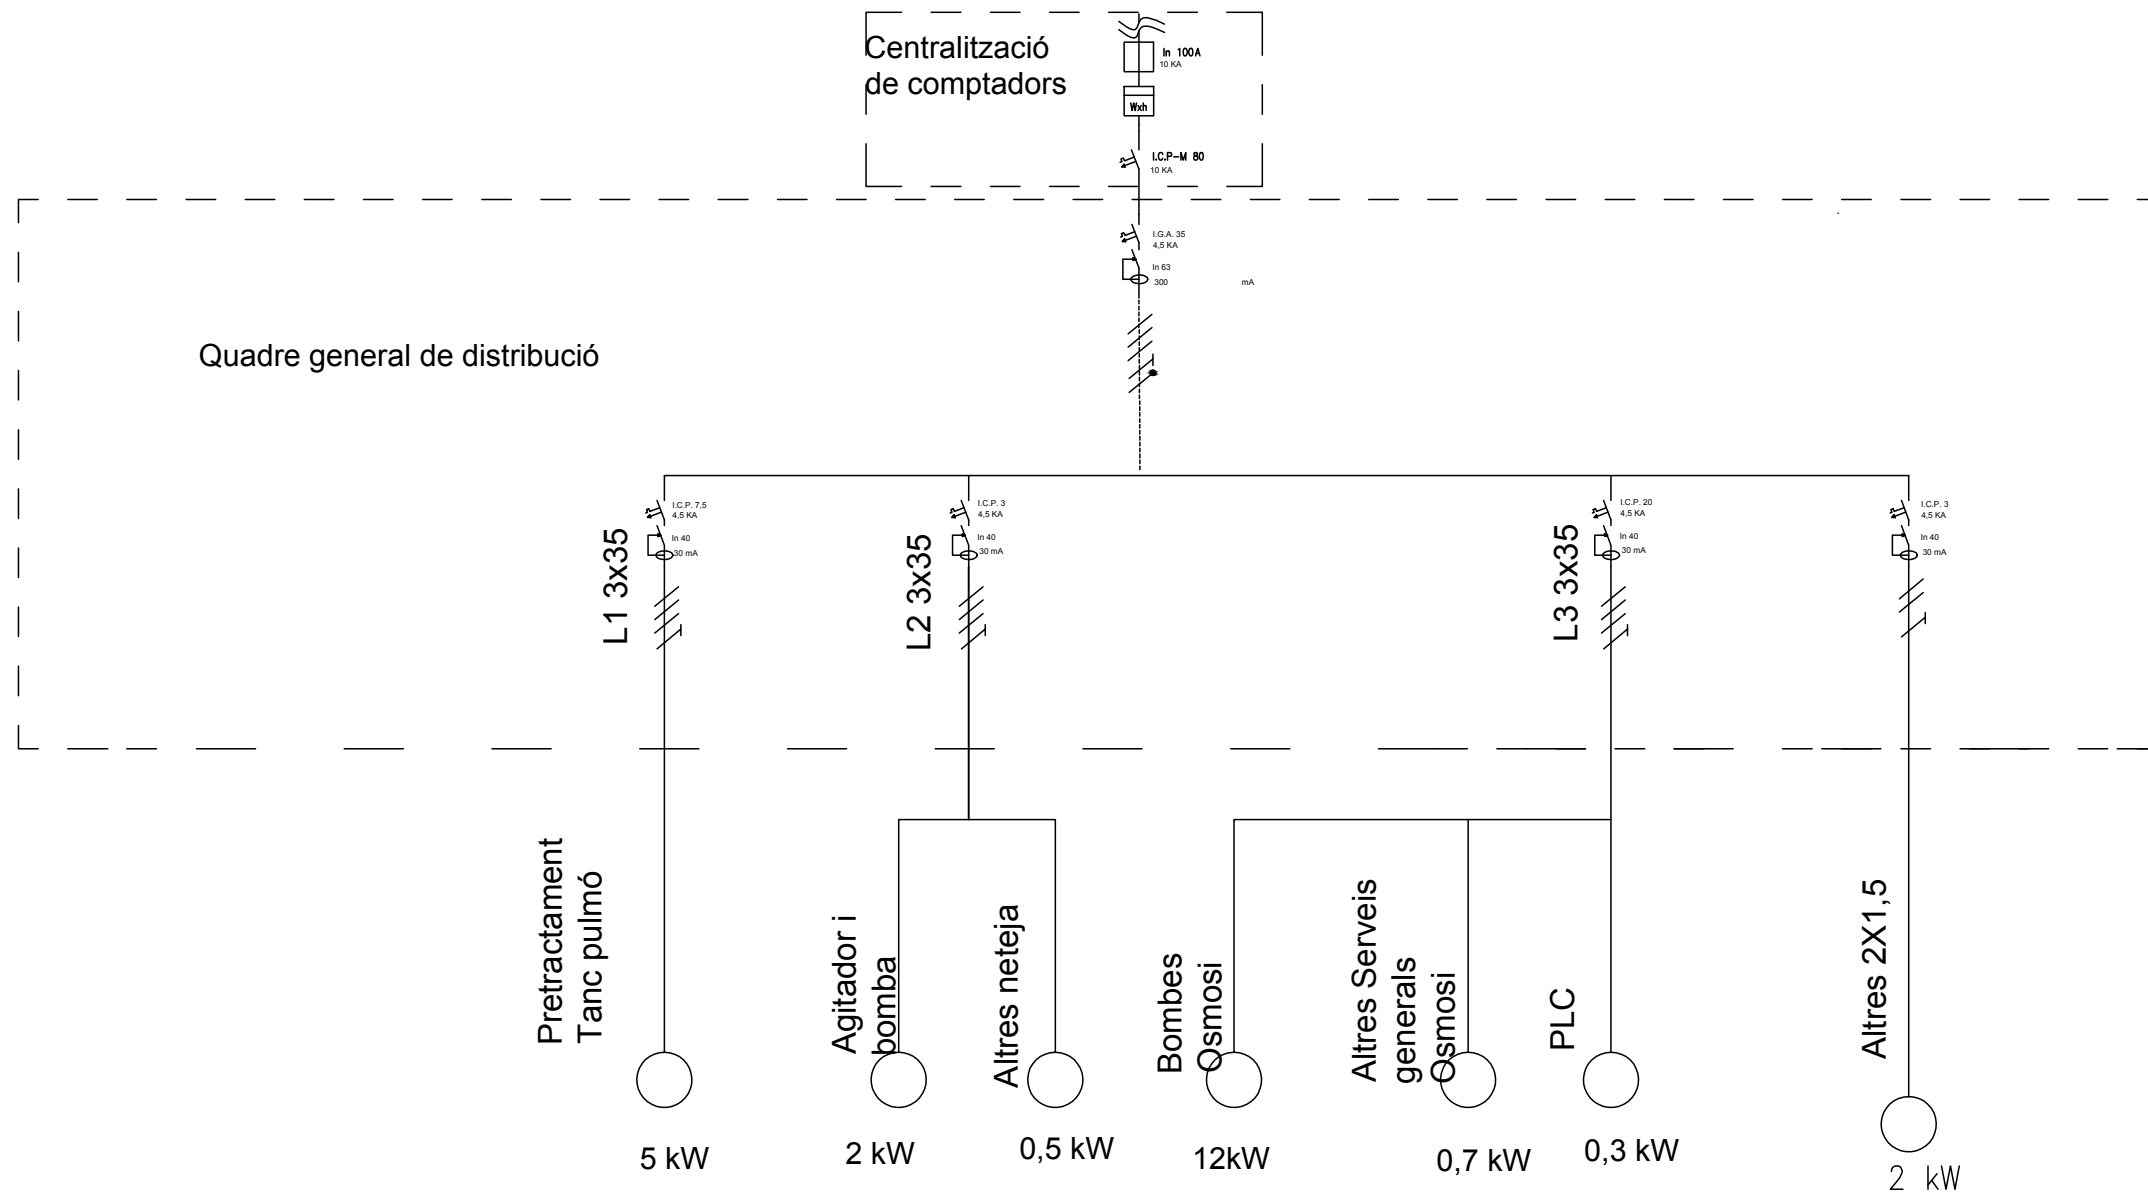 Centralització
de comptadors
In 100A
10 KA
Wxh
I.C.P-M 80
10 KA
I.G.A. 35
4,5 KA
In 63
300 mA
Quadre general de distribució
L1 3x35
I.C.P. 7,5
4,5 KA
In 40
30 mA
L2 3x35
I.C.P. 3
4,5 KA
In 40
30 mA
L3 3x35
I.C.P. 20
4,5 KA
In 40
30 mA
I.C.P. 3
4,5 KA
In 40
30 mA
Pretractament
Tanc pulmó
Agitador i
bomba
Altres neteja
Bombes
Osmosi
Altres Serveis
generals
Osmosi
PLC
Altres 2X1,5
5 kW
2 kW
0,5 kW
12kW
0,7 kW
0,3 kW
2 kW